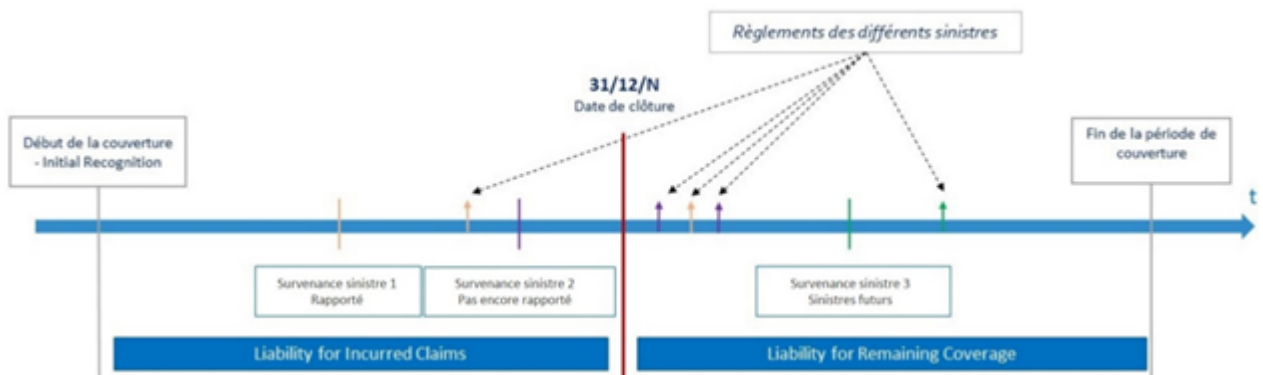 Règlements des différents sinistres
31/12/N
Date de clôture
Début de la couverture
- Initial Recognition
Fin de la période de
couverture
t
Survenance sinistre 1
Rapporté
Survenance sinistre 2
Pas encore rapporté
Survenance sinistre 3
Sinistres futurs
Liability for Incurred Claims
Liability for Remaining Coverage